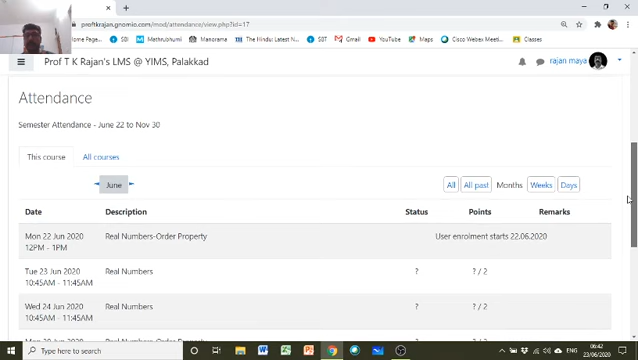 proftkrajan.gnomio.com/mod/attendance/view.php?id=17
SBI
Mathrubhumi
Manorama
The Hindu: Latest N...
SBT
Gmail
YouTube
Maps
Cisco Webex Meeti...
Classes
Prof T K Rajan's LMS @ YIMS, Palakkad
rajan maya
Attendance
Semester Attendance - June 22 to Nov 30
This course
All courses
June
All
All past
Months
Weeks
Days
Date Description Status Points Remarks
Mon 22 Jun 2020 Real Numbers-Order Property User enrolment starts 22.06.2020
12PM - 1PM
Tue 23 Jun 2020 Real Numbers ? ? / 2
10:45AM - 11:45AM
Wed 24 Jun 2020 Real Numbers ? ? / 2
10:45AM - 11:45AM
Type here to search
ENG
06:42
23/06/2020